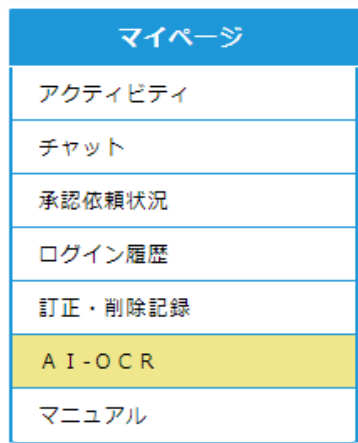 マイページ
アクティビティ
チャット
承認依頼状況
ログイン履歴
訂正・削除記録
ＡＩ-ＯＣＲ
マニュアル